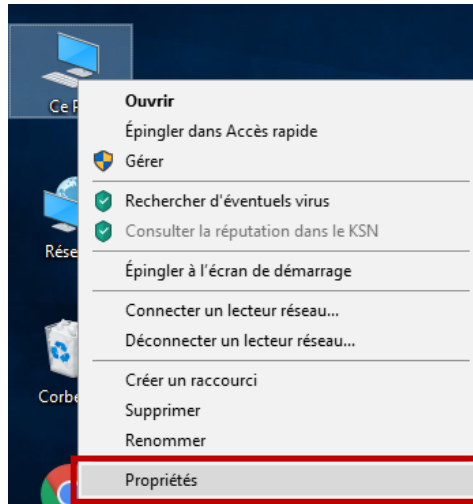 Ce P
Ouvrir
Épingler dans Accès rapide
Gérer
Rechercher d'éventuels virus
Consulter la réputation dans le KSN
Rése
Épingler à l'écran de démarrage
Connecter un lecteur réseau...
Déconnecter un lecteur réseau...
Créer un raccourci
Corbe
Supprimer
Renommer
Propriétés